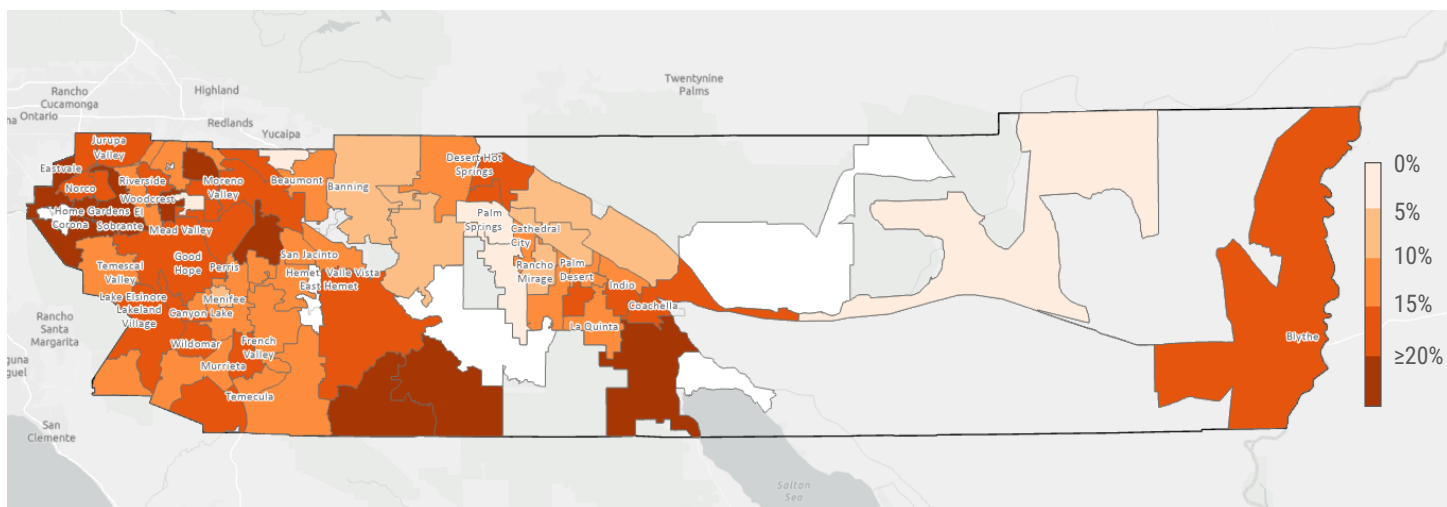 Twentynine
Palms
Highland
Rancho
Cucamonga
na Ontario
Redlands
Yucaipa
Jurupa
Valley
Eastvale
Norco
Riverside
Moreno
Valley
Woodcrest
Home Gardens El
Corona Sobrante
Mead Valley
Beaumont
Banning
Desert Hot
Springs
Palm
Springs
Cathedral
City
Rancho
Mirage
Palm
Desert
Indio
Coachella
La Quinta
Temescal
Valley
Good
Hope
Perris
San Jacinto
Hemet Valle Vista
East Hemet
Lake Elsinore
Lakeland
Village
Menifee
Canyon Lake
Wildomar
French
Valley
Murrieta
Temecula
Rancho
Santa
Margarita
guna
guel
San
Clemente
Salton
Sea
Blythe
0%
5%
10%
15%
≥20%